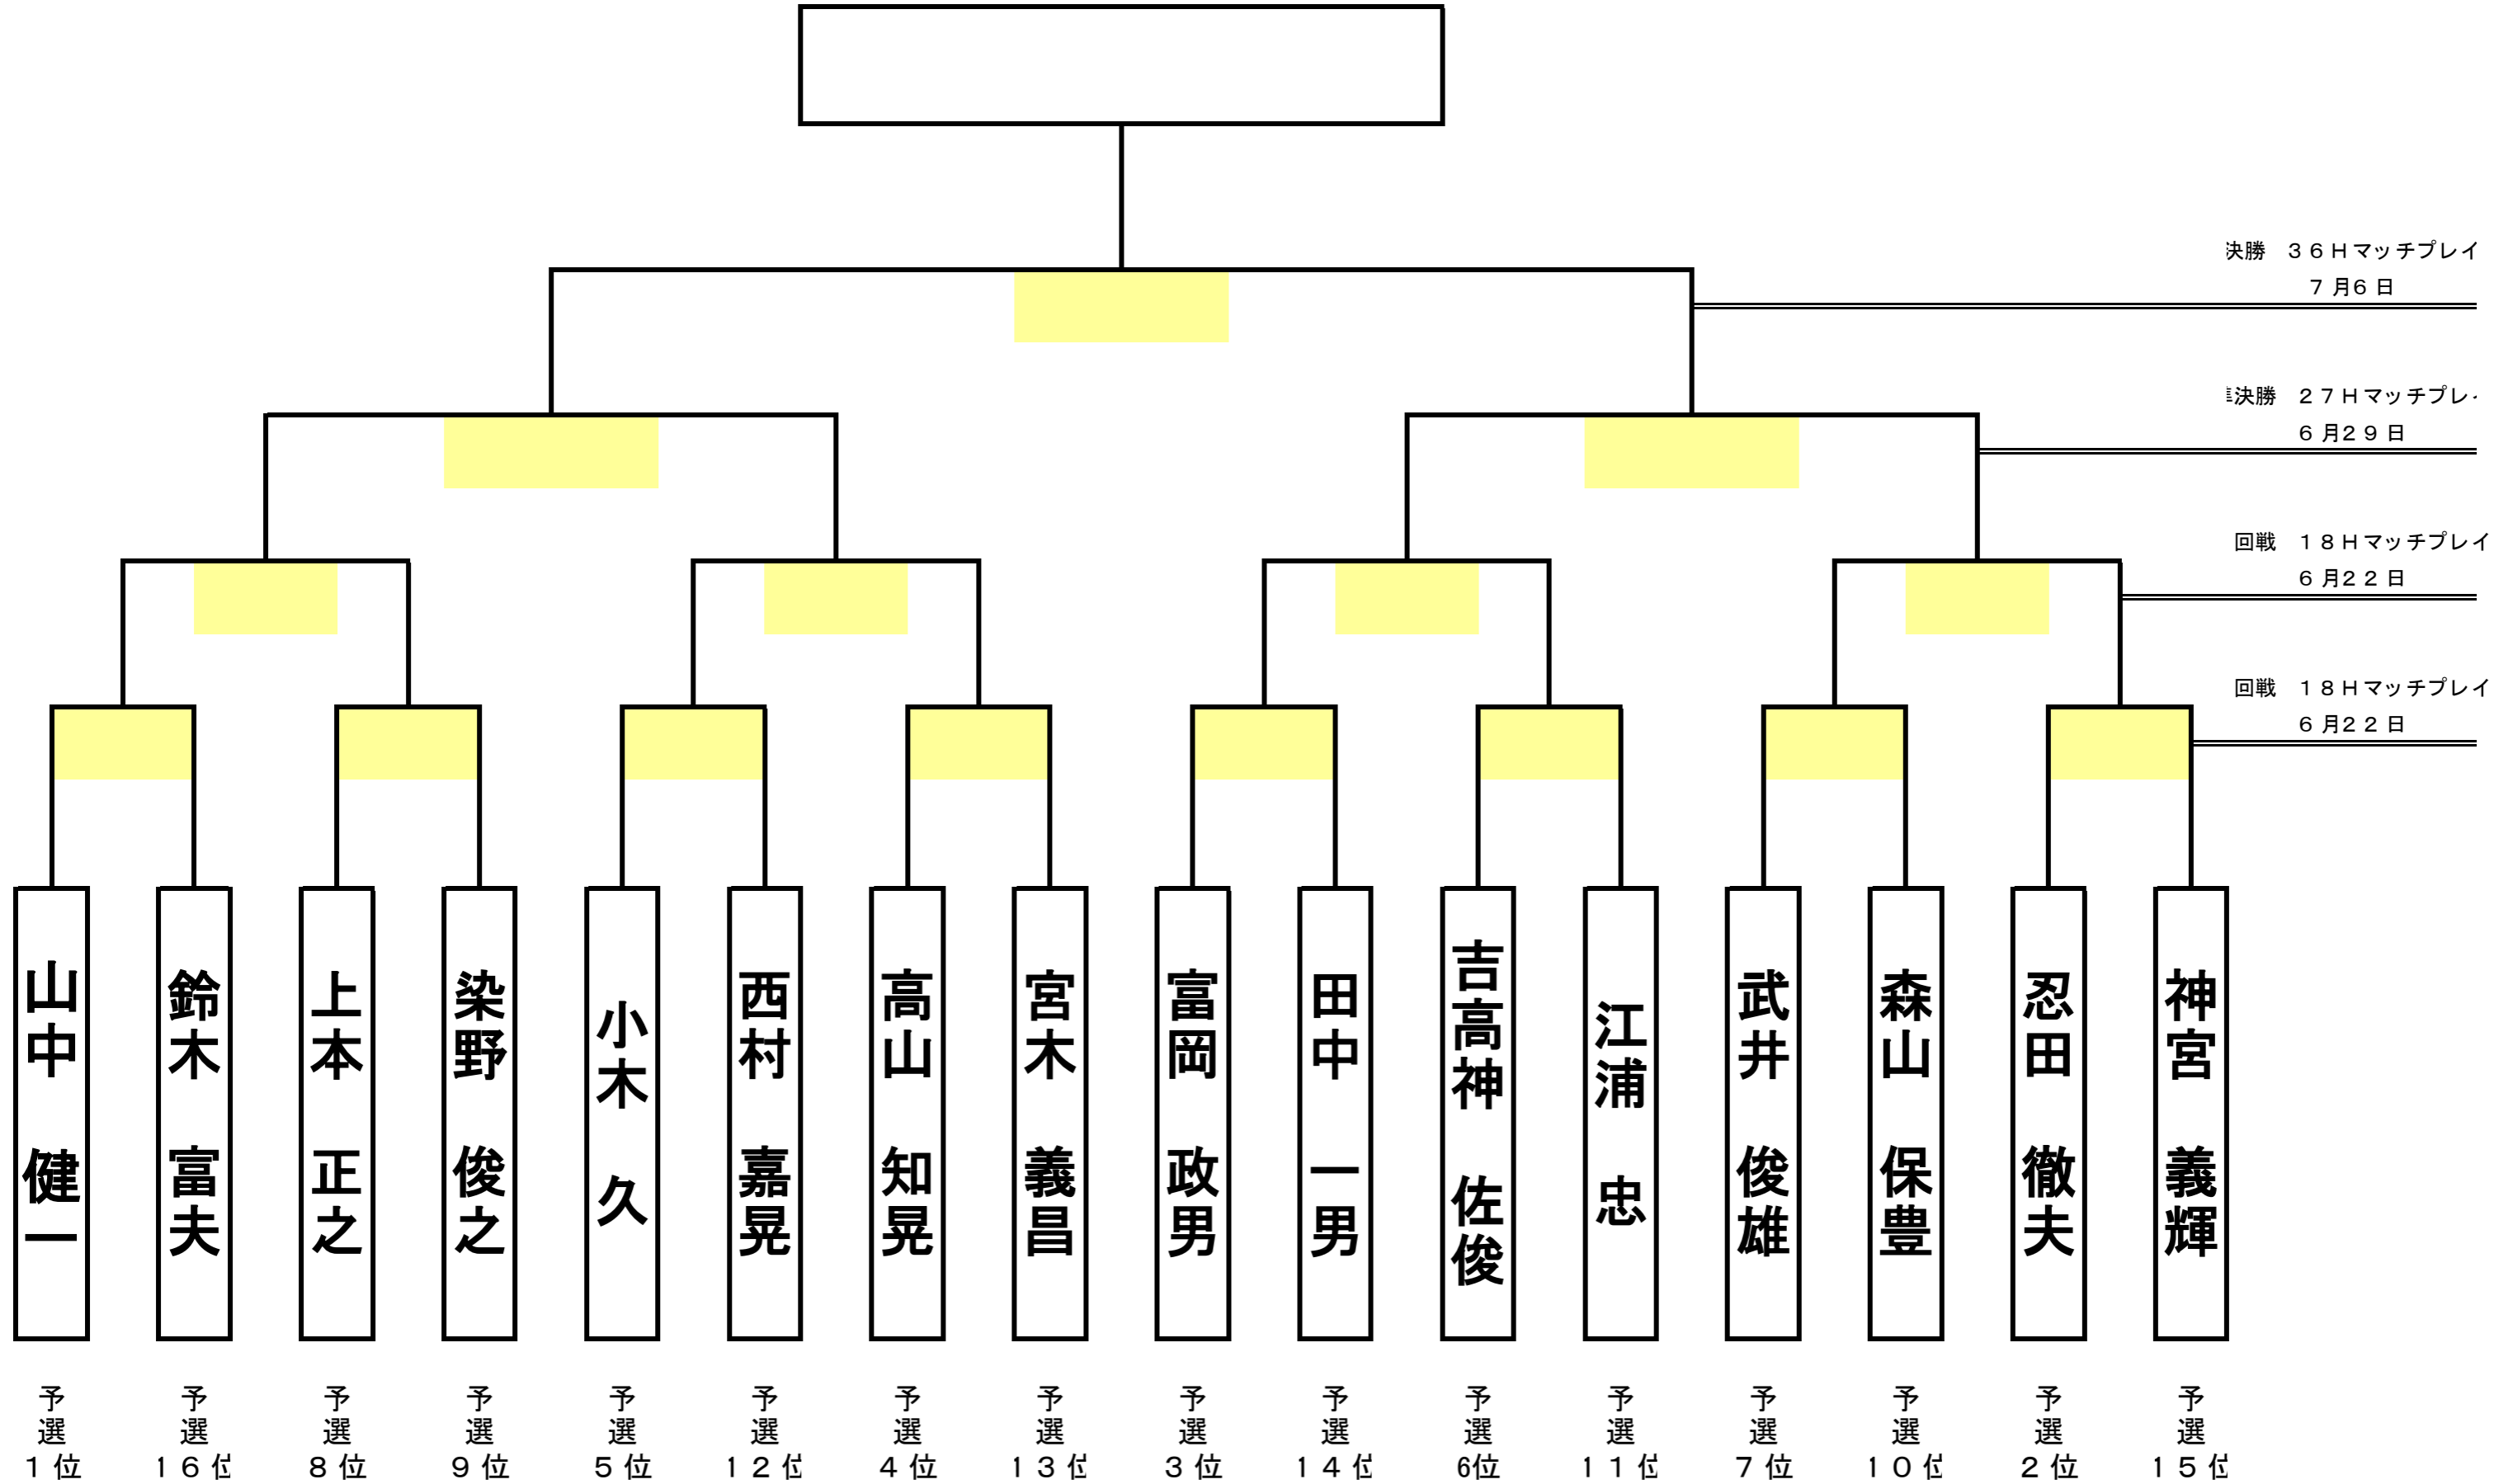 決勝　３６Ｈマッチプレイ
７月6日
準決勝　２７Ｈマッチプレイ
６月2９日
回戦　１８Ｈマッチプレイ
６月2２日
回戦　１８Ｈマッチプレイ
６月2２日
山中　健一
鈴木　富夫
上本　正之
染野　俊之
小木　久
西村　嘉晃
高山　知晃
宮木　義昌
富岡　政男
田中　一男
吉高神　佐俊
江浦　忠
武井　俊雄
森山　保豊
忍田　徹夫
神宮　義輝
予選１位
予選１６位
予選８位
予選９位
予選５位
予選１２位
予選４位
予選１３位
予選３位
予選１４位
予選6位
予選１１位
予選７位
予選１０位
予選２位
予選１５位